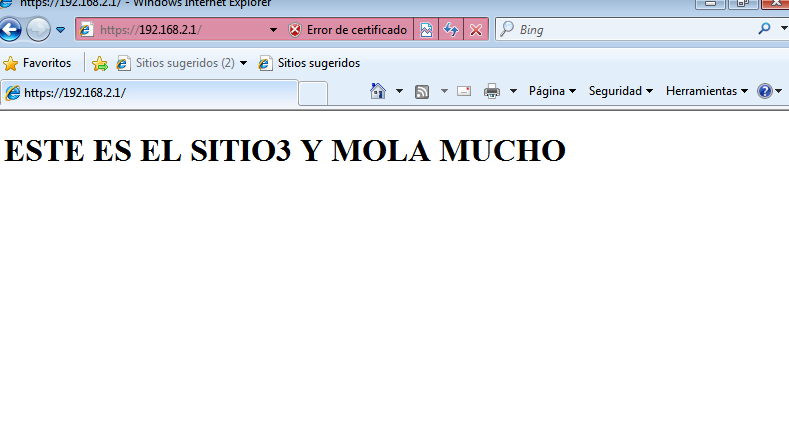 https://192.168.2.1/ - Windows Internet Explorer
https://192.168.2.1/ Error de certificado Bing
Favoritos Sitios sugeridos (2) Sitios sugeridos
https://192.168.2.1/ Página Seguridad Herramientas
ESTE ES EL SITIO3 Y MOLA MUCHO